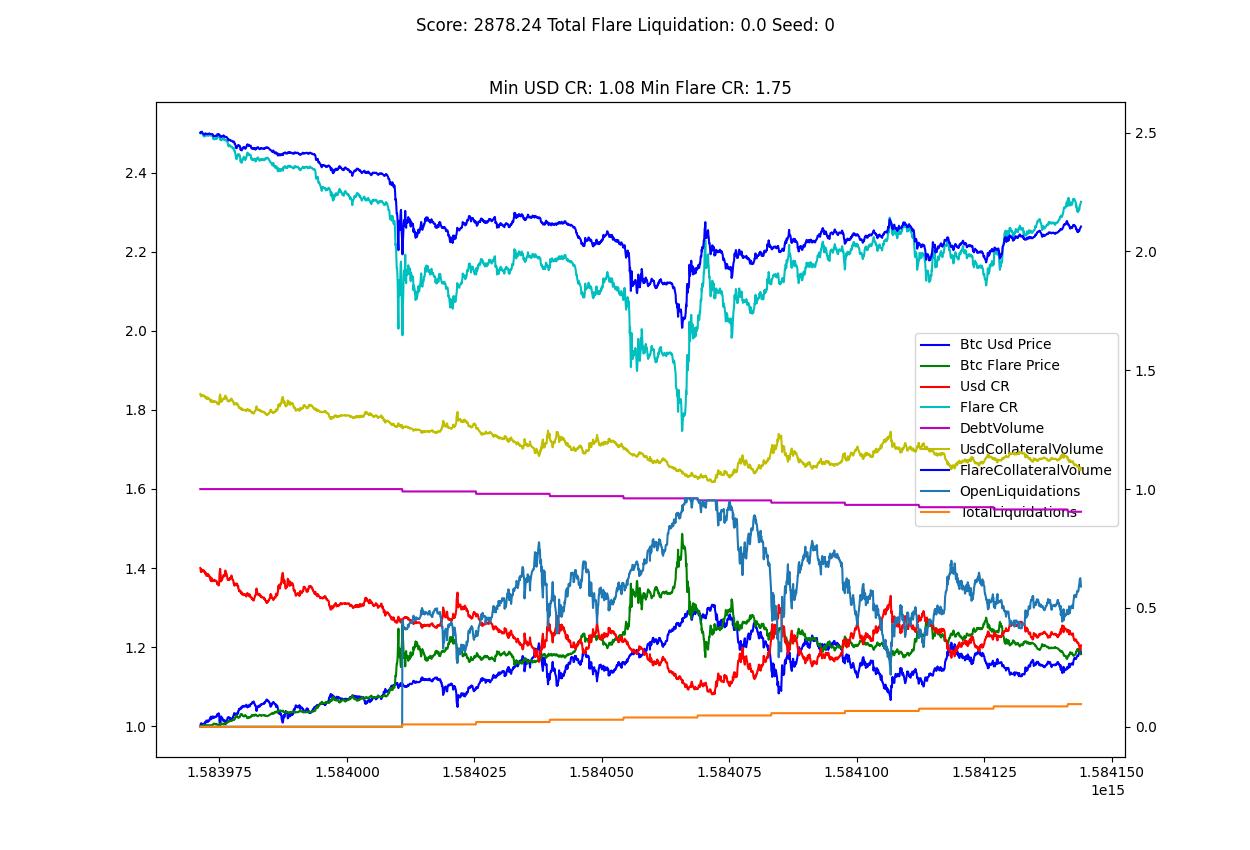 Score: 2878.24 Total Flare Liquidation: 0.0 Seed: 0
Min USD CR: 1.08 Min Flare CR: 1.75
2.4
2.2
2.0
1.8
1.6
1.4
1.2
1.0
2.5
2.0
1.5
1.0
0.5
0.0
Btc Usd Price
Btc Flare Price
Usd CR
Flare CR
DebtVolume
UsdCollateralVolume
FlareCollateralVolume
OpenLiquidations
TotalLiquidations
1.583975 1.584000 1.584025 1.584050 1.584075 1.584100 1.584125 1.584150
1e15